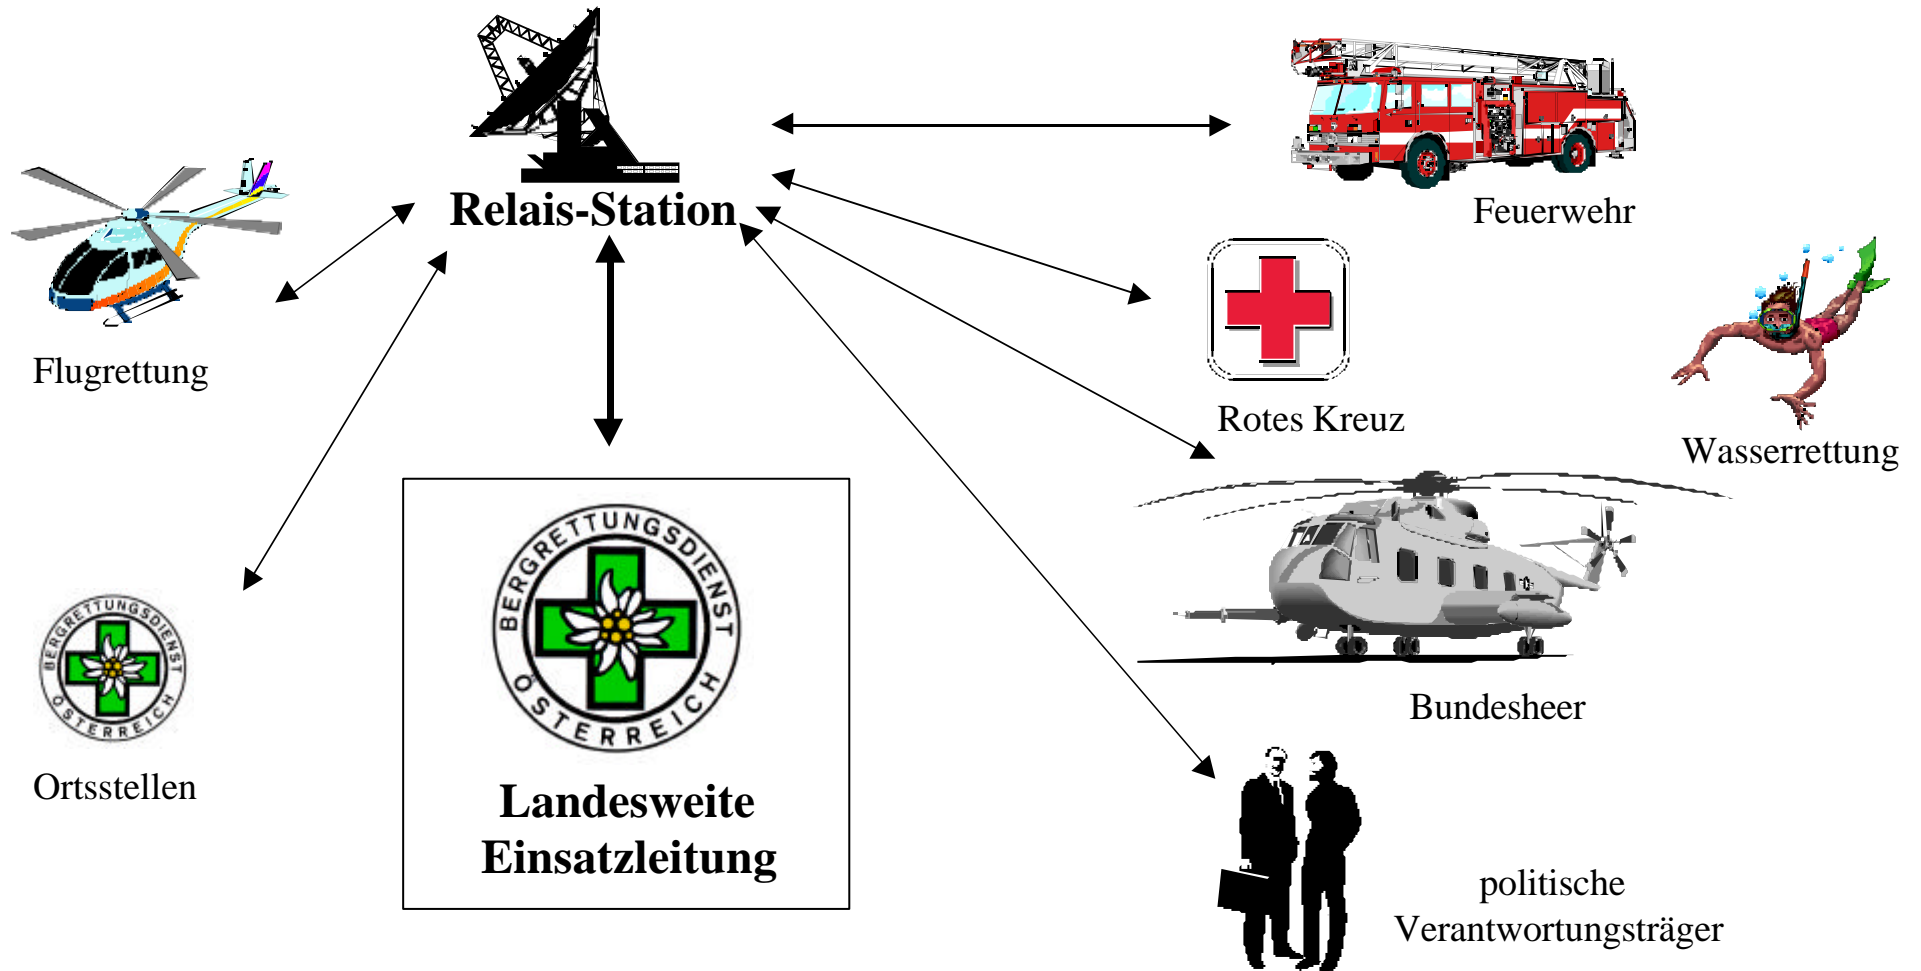 Relais-Station
Feuerwehr
Flugrettung
Rotes Kreuz
Wasserrettung
BERGRETTUNGSDIENST
ÖSTERREICH
Landesweite
Einsatzleitung
BERGRETTUNGSDIENST
ÖSTERREICH
Ortsstellen
Bundesheer
politische
Verantwortungsträger